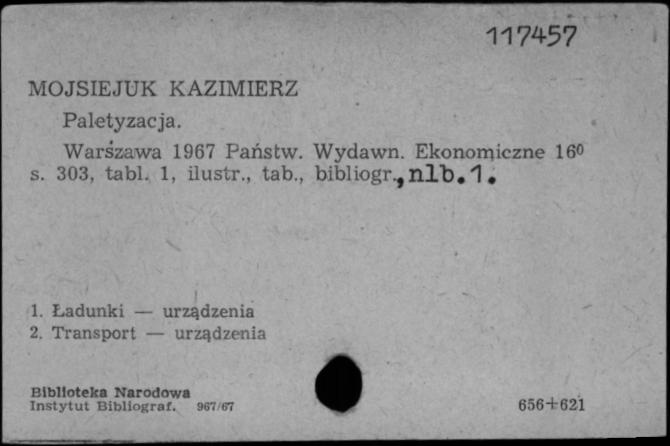 117457
MOJSIEJUK KAZIMIERZ
Paletyzacja.
Warszawa 1967 Państw. Wydawn. Ekonomiczne 16⁰
s. 303, tabl. 1, ilustr., tab., bibliogr., nlb. 1.
1. Ładunki — urządzenia
2. Transport — urządzenia
Biblioteka Narodowa
Instytut Bibliograf. 967/67
656+621